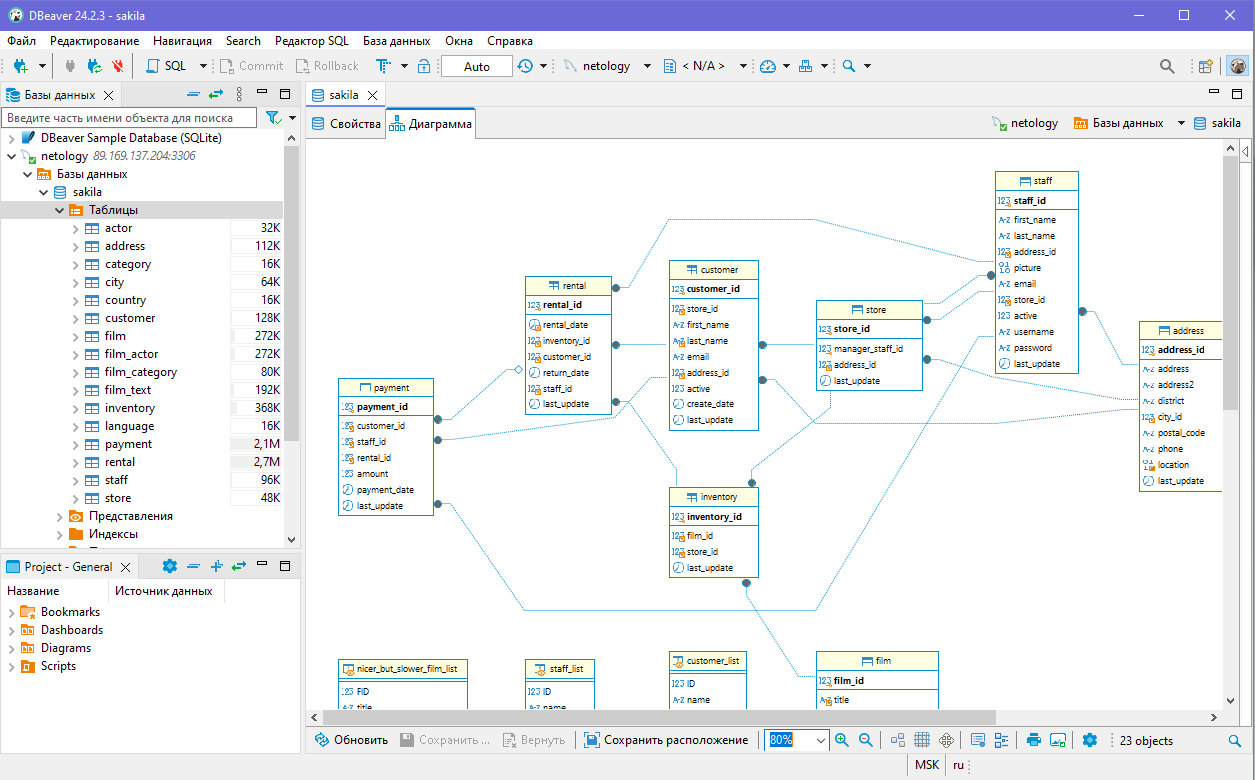 DBeaver 24.2.3 - sakila
Файл Редактирование Навигация Search Редактор SQL База данных Окна Справка
SQL Commit Rollback Auto netology < N/A >
Базы данных
Введите часть имени объекта для поиска
DBeaver Sample Database (SQLite)
netology 89.169.137.204:3306
Базы данных
sakila
Таблицы
actor 32K
address 112K
category 16K
city 64K
country 16K
customer 128K
film 272K
film_actor 272K
film_category 80K
film_text 192K
inventory 368K
language 16K
payment 2,1M
rental 2,7M
staff 96K
store 48K
Представления
Индексы
Project - General
Название Источник данных
Bookmarks
Dashboards
Diagrams
Scripts
sakila
Свойства Диаграмма
netology Базы данных sakila
staff
staff_id
first_name
last_name
address_id
picture
email
store_id
active
username
password
last_update
customer
customer_id
store_id
first_name
last_name
email
address_id
active
create_date
last_update
rental
rental_id
rental_date
inventory_id
customer_id
return_date
staff_id
last_update
store
store_id
manager_staff_id
address_id
last_update
address
address_id
address
address2
district
city_id
postal_code
phone
location
last_update
payment
payment_id
customer_id
staff_id
rental_id
amount
payment_date
last_update
inventory
inventory_id
film_id
store_id
last_update
nicer_but_slower_film_list
FID
title
staff_list
ID
name
customer_list
ID
name
film
film_id
title
Обновить Сохранить ... Вернуть Сохранить расположение 80% 23 objects
MSK ru